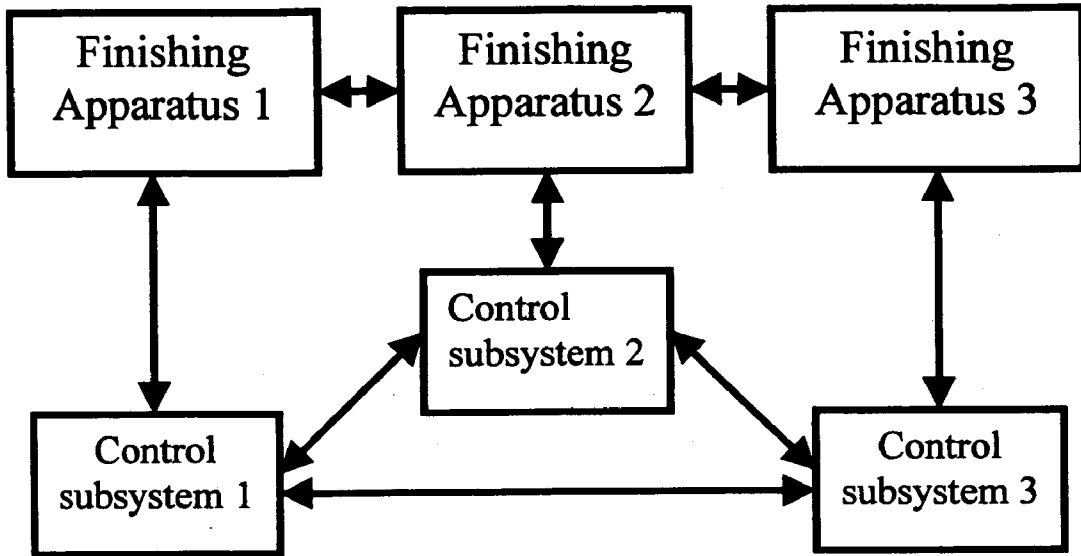 Finishing
Apparatus 1
Finishing
Apparatus 2
Finishing
Apparatus 3
Control
subsystem 2
Control
subsystem 1
Control
subsystem 3